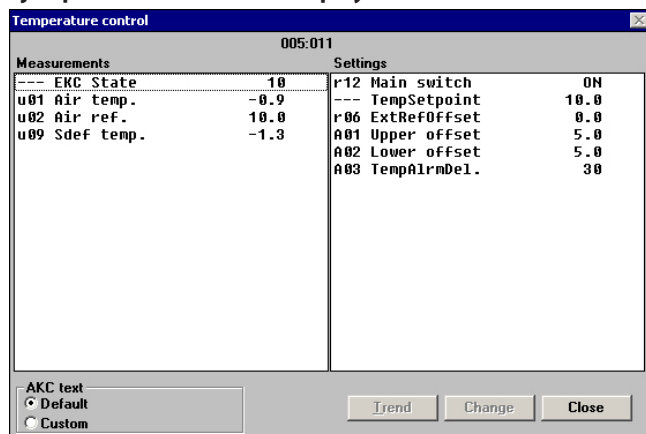 Temperature control
005:011
Measurements
--- EKC State 10
u01 Air temp. -0.9
u02 Air ref. 10.0
u09 Sdef temp. -1.3
Settings
r12 Main switch ON
--- TempSetpoint 10.0
r06 ExtRefOffset 0.0
A01 Upper offset 5.0
A02 Lower offset 5.0
A03 TempAlrmDel. 30
AKC text
Default
Custom
Trend
Change
Close